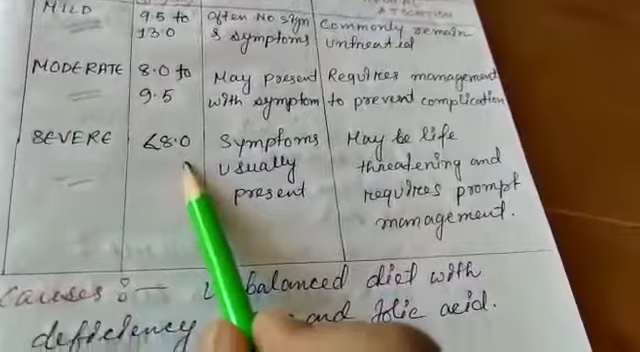 MILD
9.5 to
13.0
Often No sym
s symptoms
ATTENTION
Commonly remain
untreated
MODERATE
8.0 to
9.5
May present
with symptom
Requires management
to prevent complication
SEVERE
<8.0
Symptoms
usually
present
May be life
threatening and
requires prompt
management.
Causes :— balanced diet with
deficiency and folic acid.